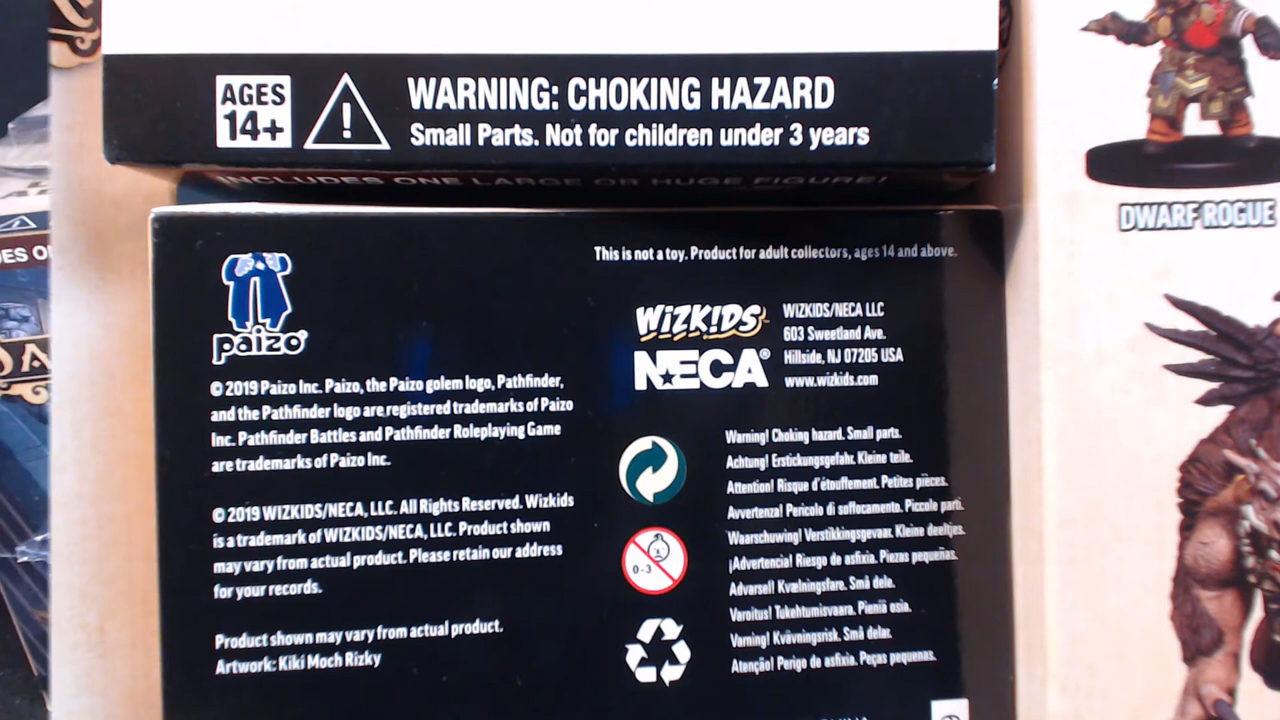 AGES
14+
WARNING: CHOKING HAZARD
Small Parts. Not for children under 3 years
INCLUDES ONE LARGE OR HUGE FIGURE!
DWARF ROGUE
paizo
© 2019 Paizo Inc. Paizo, the Paizo golem logo, Pathfinder,
and the Pathfinder logo are registered trademarks of Paizo
Inc. Pathfinder Battles and Pathfinder Roleplaying Game
are trademarks of Paizo Inc.
© 2019 WIZKIDS/NECA, LLC. All Rights Reserved. Wizkids
is a trademark of WIZKIDS/NECA, LLC. Product shown
may vary from actual product. Please retain our address
for your records.
Product shown may vary from actual product.
Artwork: Kiki Moch Rizky
This is not a toy. Product for adult collectors, ages 14 and above.
WIZKIDS
NECA®
WIZKIDS/NECA LLC
603 Sweetland Ave.
Hillside, NJ 07205 USA
www.wizkids.com
0-3
Warning! Choking hazard. Small parts.
Achtung! Erstickungsgefahr. Kleine teile.
Attention! Risque d'étouffement. Petites pièces.
Avvertenza! Pericolo di soffocamento. Piccole parti.
Waarschuwing! Verstikkingsgevaar. Kleine deeltjes.
¡Advertencia! Riesgo de asfixia. Piezas pequeñas.
Advarsel! Kvælningsfare. Små dele.
Varoitus! Tukehtumisvaara. Pieniä osia.
Varning! Kvävningsrisk. Små delar.
Atenção! Perigo de asfixia. Peças pequenas.